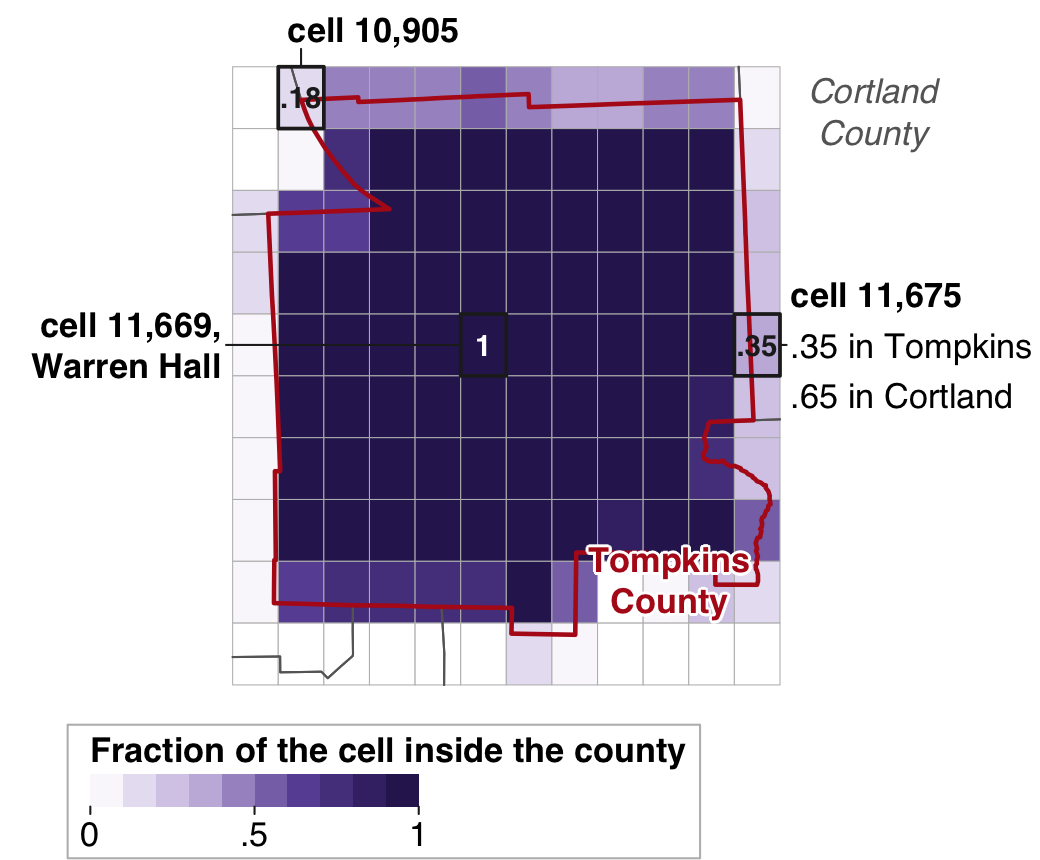 cell 10,905
.18
Cortland
County
cell 11,675
cell 11,669,
Warren Hall
1
.35
.35 in Tompkins
.65 in Cortland
Tompkins
County
Fraction of the cell inside the county
0
.5
1